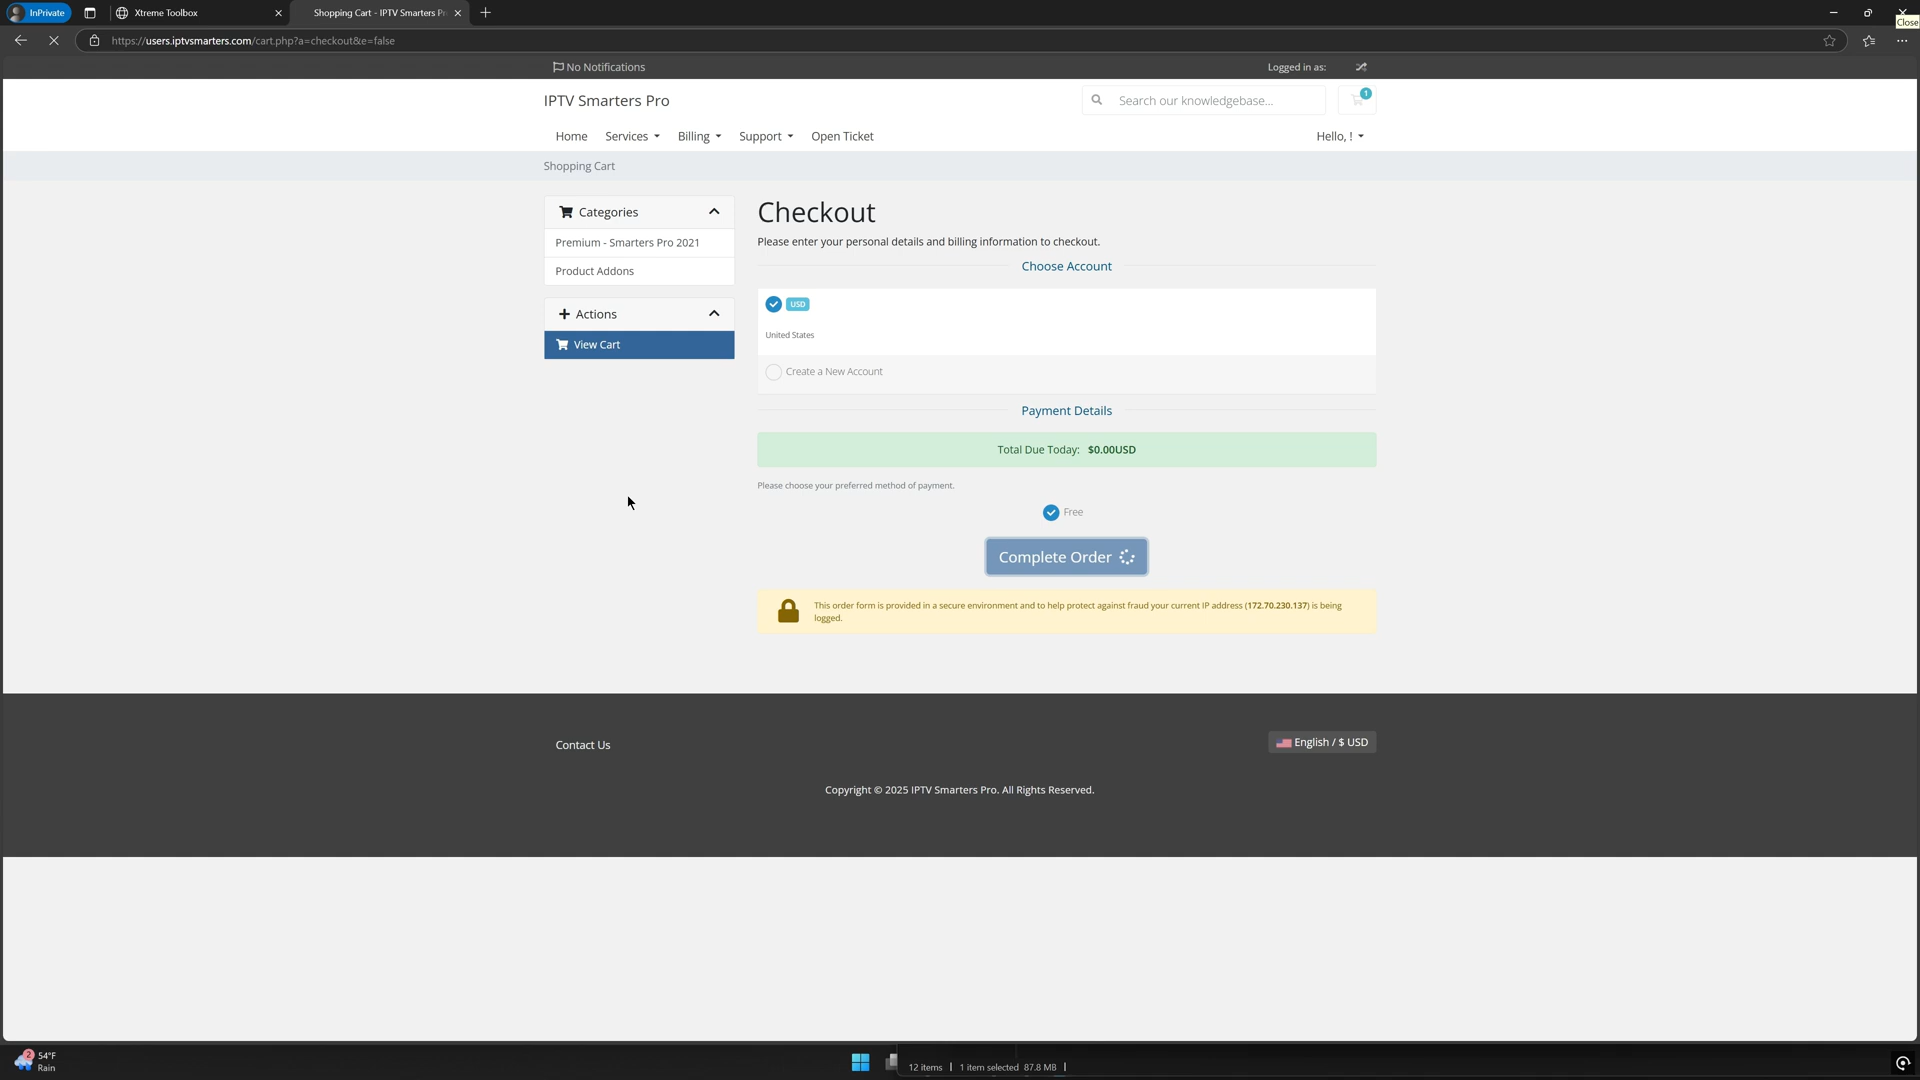 InPrivate
Xtreme Toolbox
Shopping Cart - IPTV Smarters Pr
Close
https://users.iptvsmarters.com/cart.php?a=checkout&e=false
No Notifications
Logged in as:
IPTV Smarters Pro
Search our knowledgebase...
1
Home
Services
Billing
Support
Open Ticket
Hello, !
Shopping Cart
Categories
Premium - Smarters Pro 2021
Product Addons
Actions
View Cart
Checkout
Please enter your personal details and billing information to checkout.
Choose Account
USD
United States
Create a New Account
Payment Details
Total Due Today: $0.00USD
Please choose your preferred method of payment.
Free
Complete Order
This order form is provided in a secure environment and to help protect against fraud your current IP address (172.70.230.137) is being
logged.
Contact Us
English / $ USD
Copyright © 2025 IPTV Smarters Pro. All Rights Reserved.
2
54°F
Rain
12 items
1 item selected 87.8 MB